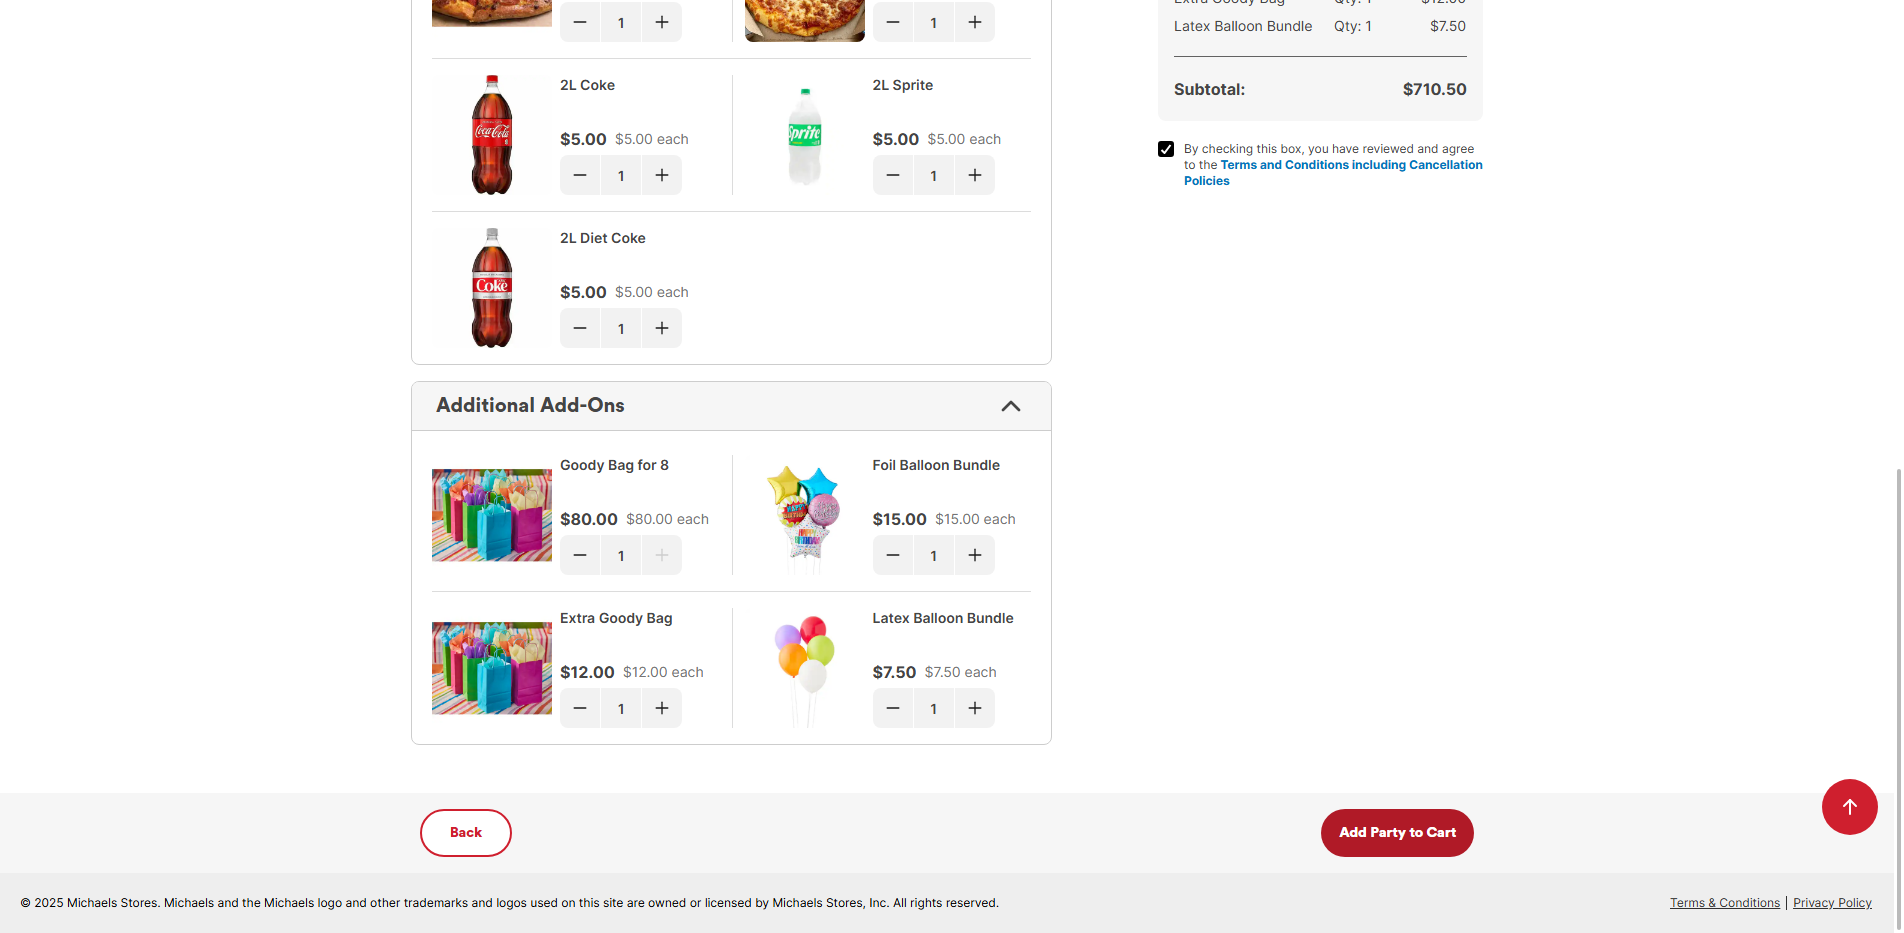 1
1
Latex Balloon Bundle Qty: 1 $7.50
Subtotal: $710.50
By checking this box, you have reviewed and agree
to the Terms and Conditions including Cancellation
Policies
2L Coke
$5.00 $5.00 each
1
2L Sprite
$5.00 $5.00 each
1
Coca-Cola
Sprite
2L Diet Coke
$5.00 $5.00 each
1
Coke
Additional Add-Ons
Goody Bag for 8
$80.00 $80.00 each
1
Foil Balloon Bundle
$15.00 $15.00 each
1
Extra Goody Bag
$12.00 $12.00 each
1
Latex Balloon Bundle
$7.50 $7.50 each
1
Back
Add Party to Cart
© 2025 Michaels Stores. Michaels and the Michaels logo and other trademarks and logos used on this site are owned or licensed by Michaels Stores, Inc. All rights reserved.
Terms & Conditions | Privacy Policy